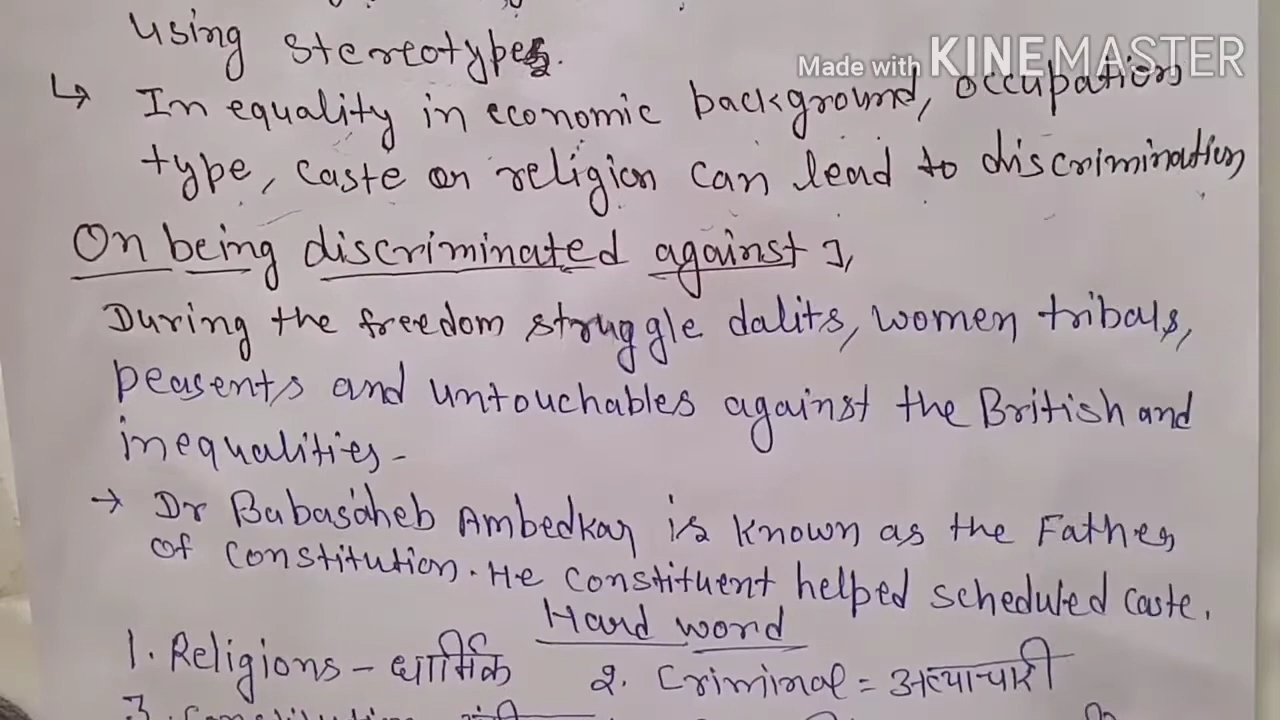 using stereotypes.
Made with KINEMASTER
↳ Inequality in economic background, occupation
type, caste or religion can lead to discrimination
On being discriminated against :
During the freedom struggle dalits, women tribals,
peasents and untouchables against the British and
inequalities-
→ Dr Babasaheb Ambedkar is known as the Father
of constitution. He constituent helped scheduled caste.
Hard word
1. Religions - धार्मिक 2. Criminal = अत्याचारी
3.